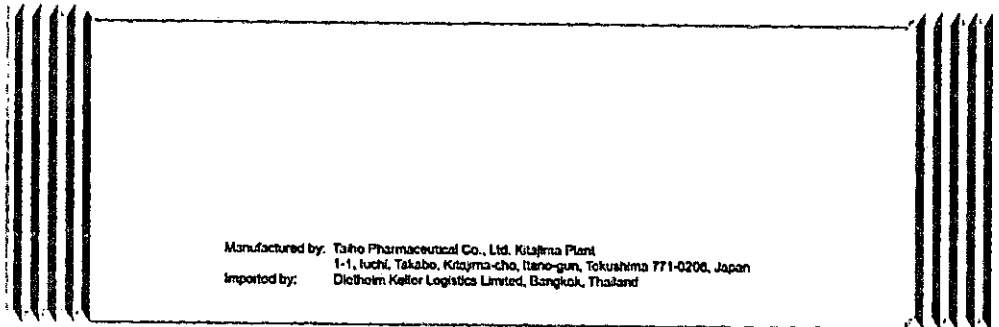 Manufactured by: Taiho Pharmaceutical Co., Ltd. Kitajima Plant
1-1, Iuchi, Takabo, Kitajima-cho, Itano-gun, Tokushima 771-0206, Japan
Imported by: Diethelm Keller Logistics Limited, Bangkok, Thailand